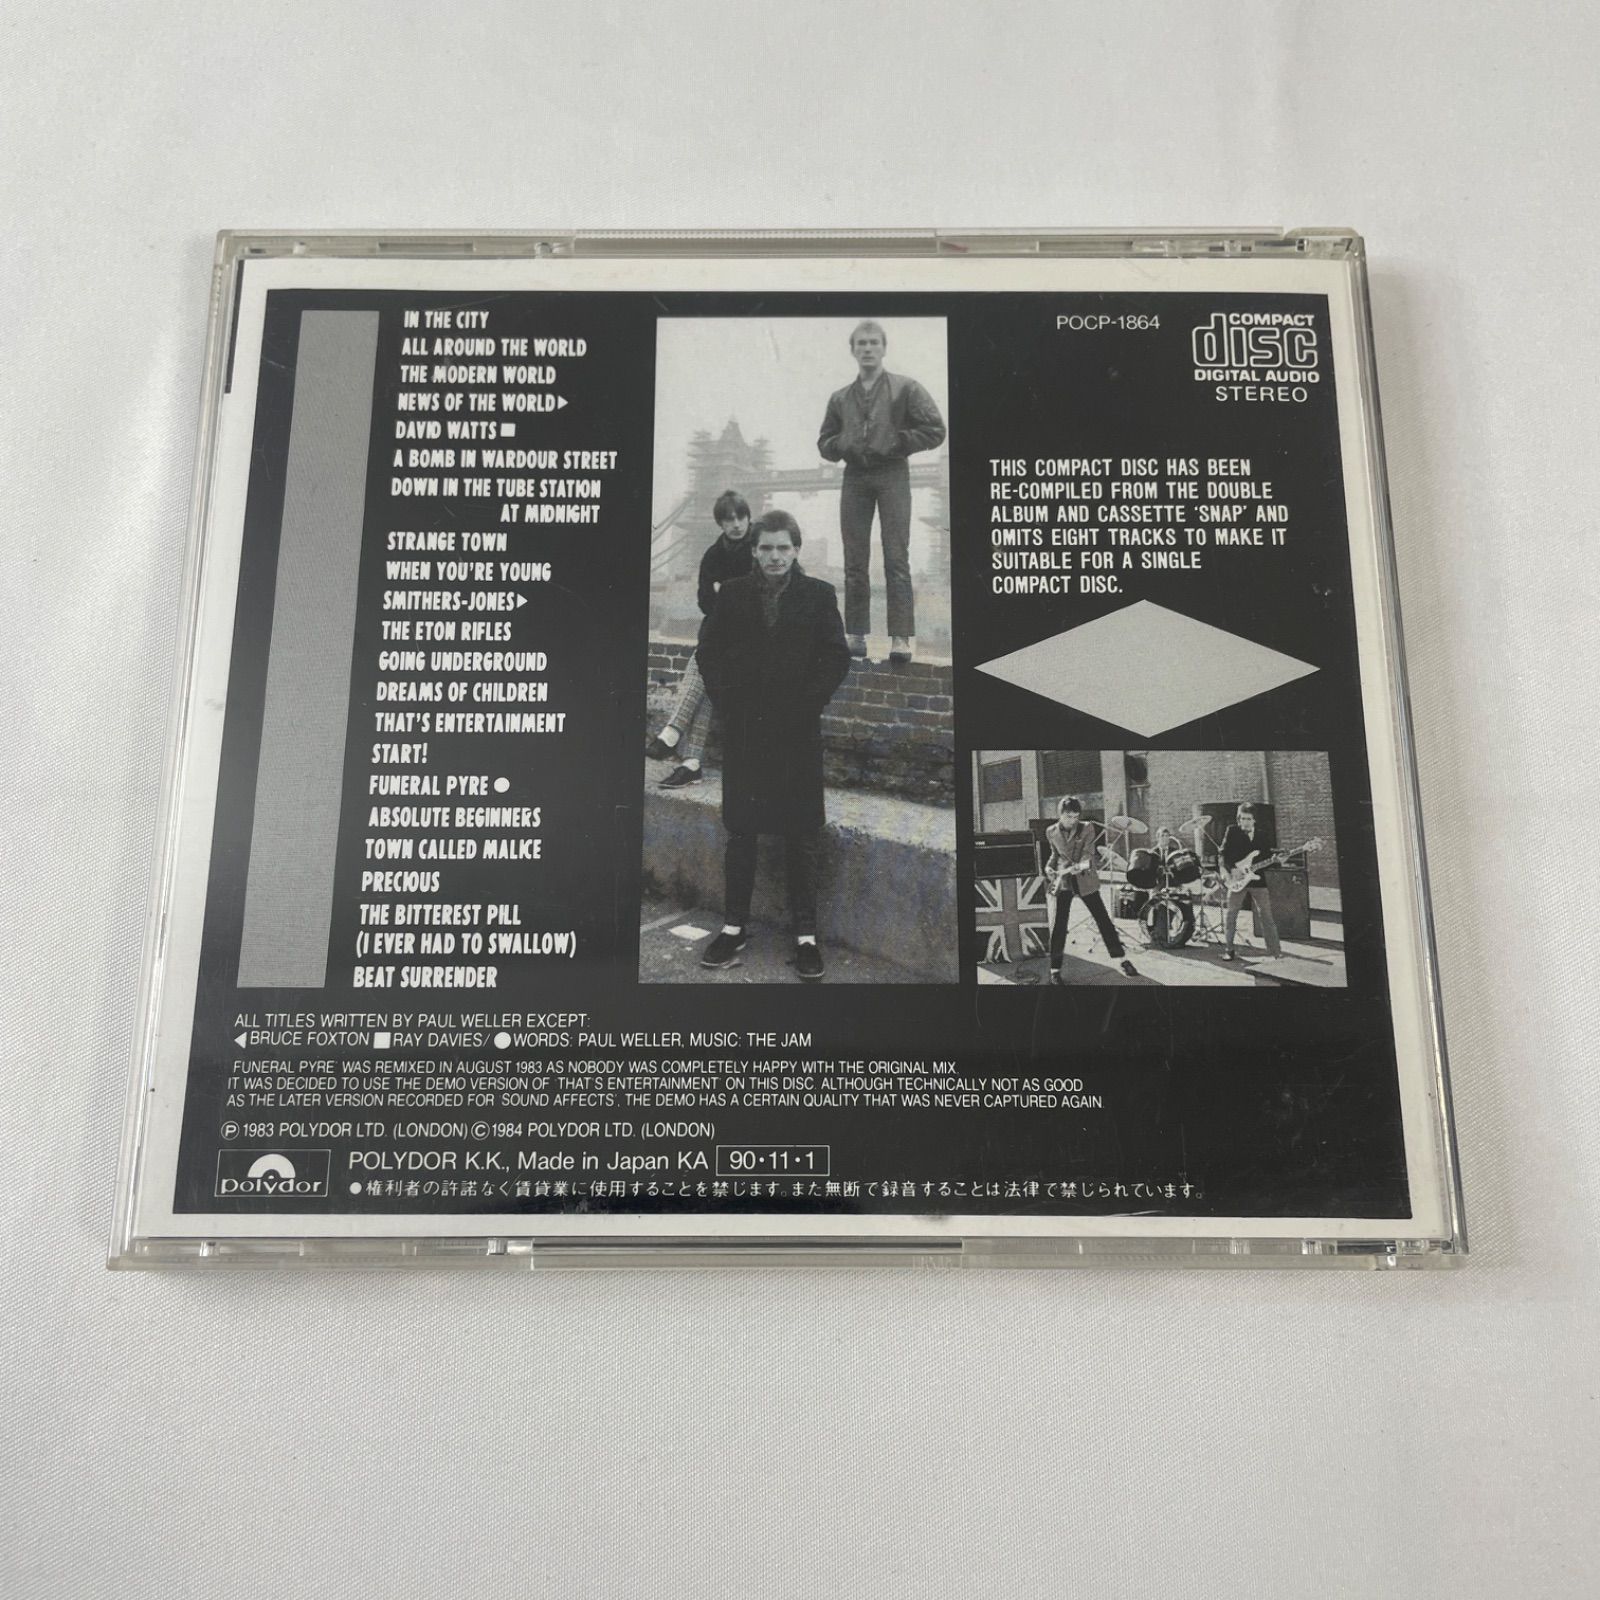 IN THE CITY
ALL AROUND THE WORLD
THE MODERN WORLD
NEWS OF THE WORLD▶
DAVID WATTS■
A BOMB IN WARDOUR STREET
DOWN IN THE TUBE STATION
AT MIDNIGHT
STRANGE TOWN
WHEN YOU'RE YOUNG
SMITHERS-JONES▶
THE ETON RIFLES
GOING UNDERGROUND
DREAMS OF CHILDREN
THAT'S ENTERTAINMENT
START!
FUNERAL PYRE ●
ABSOLUTE BEGINNERS
TOWN CALLED MALICE
PRECIOUS
THE BITTEREST PILL
(I EVER HAD TO SWALLOW)
BEAT SURRENDER
POCP-1864
COMPACT
disc
DIGITAL AUDIO
STEREO
THIS COMPACT DISC HAS BEEN
RE-COMPILED FROM THE DOUBLE
ALBUM AND CASSETTE 'SNAP' AND
OMITS EIGHT TRACKS TO MAKE IT
SUITABLE FOR A SINGLE
COMPACT DISC.
ALL TITLES WRITTEN BY PAUL WELLER EXCEPT:
◀BRUCE FOXTON ■RAY DAVIES/ ●WORDS: PAUL WELLER, MUSIC: THE JAM
'FUNERAL PYRE' WAS REMIXED IN AUGUST 1983 AS NOBODY WAS COMPLETELY HAPPY WITH THE ORIGINAL MIX.
IT WAS DECIDED TO USE THE DEMO VERSION OF 'THAT'S ENTERTAINMENT' ON THIS DISC. ALTHOUGH TECHNICALLY NOT AS GOOD
AS THE LATER VERSION RECORDED FOR 'SOUND AFFECTS', THE DEMO HAS A CERTAIN QUALITY THAT WAS NEVER CAPTURED AGAIN.
Ⓟ1983 POLYDOR LTD. (LONDON) ©1984 POLYDOR LTD. (LONDON)
polydor
POLYDOR K.K., Made in Japan KA 90・11・1
●権利者の許諾なく賃貸業に使用することを禁じます。また無断で録音することは法律で禁じられています。